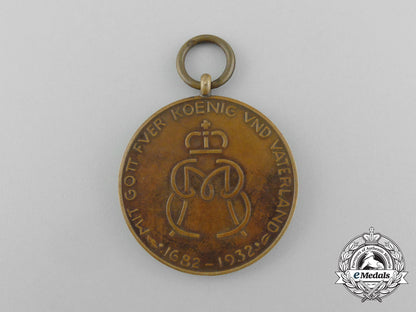 MIT GOTT FVER KOENIG VND VATERLAND
1682 - 1932
eMedals